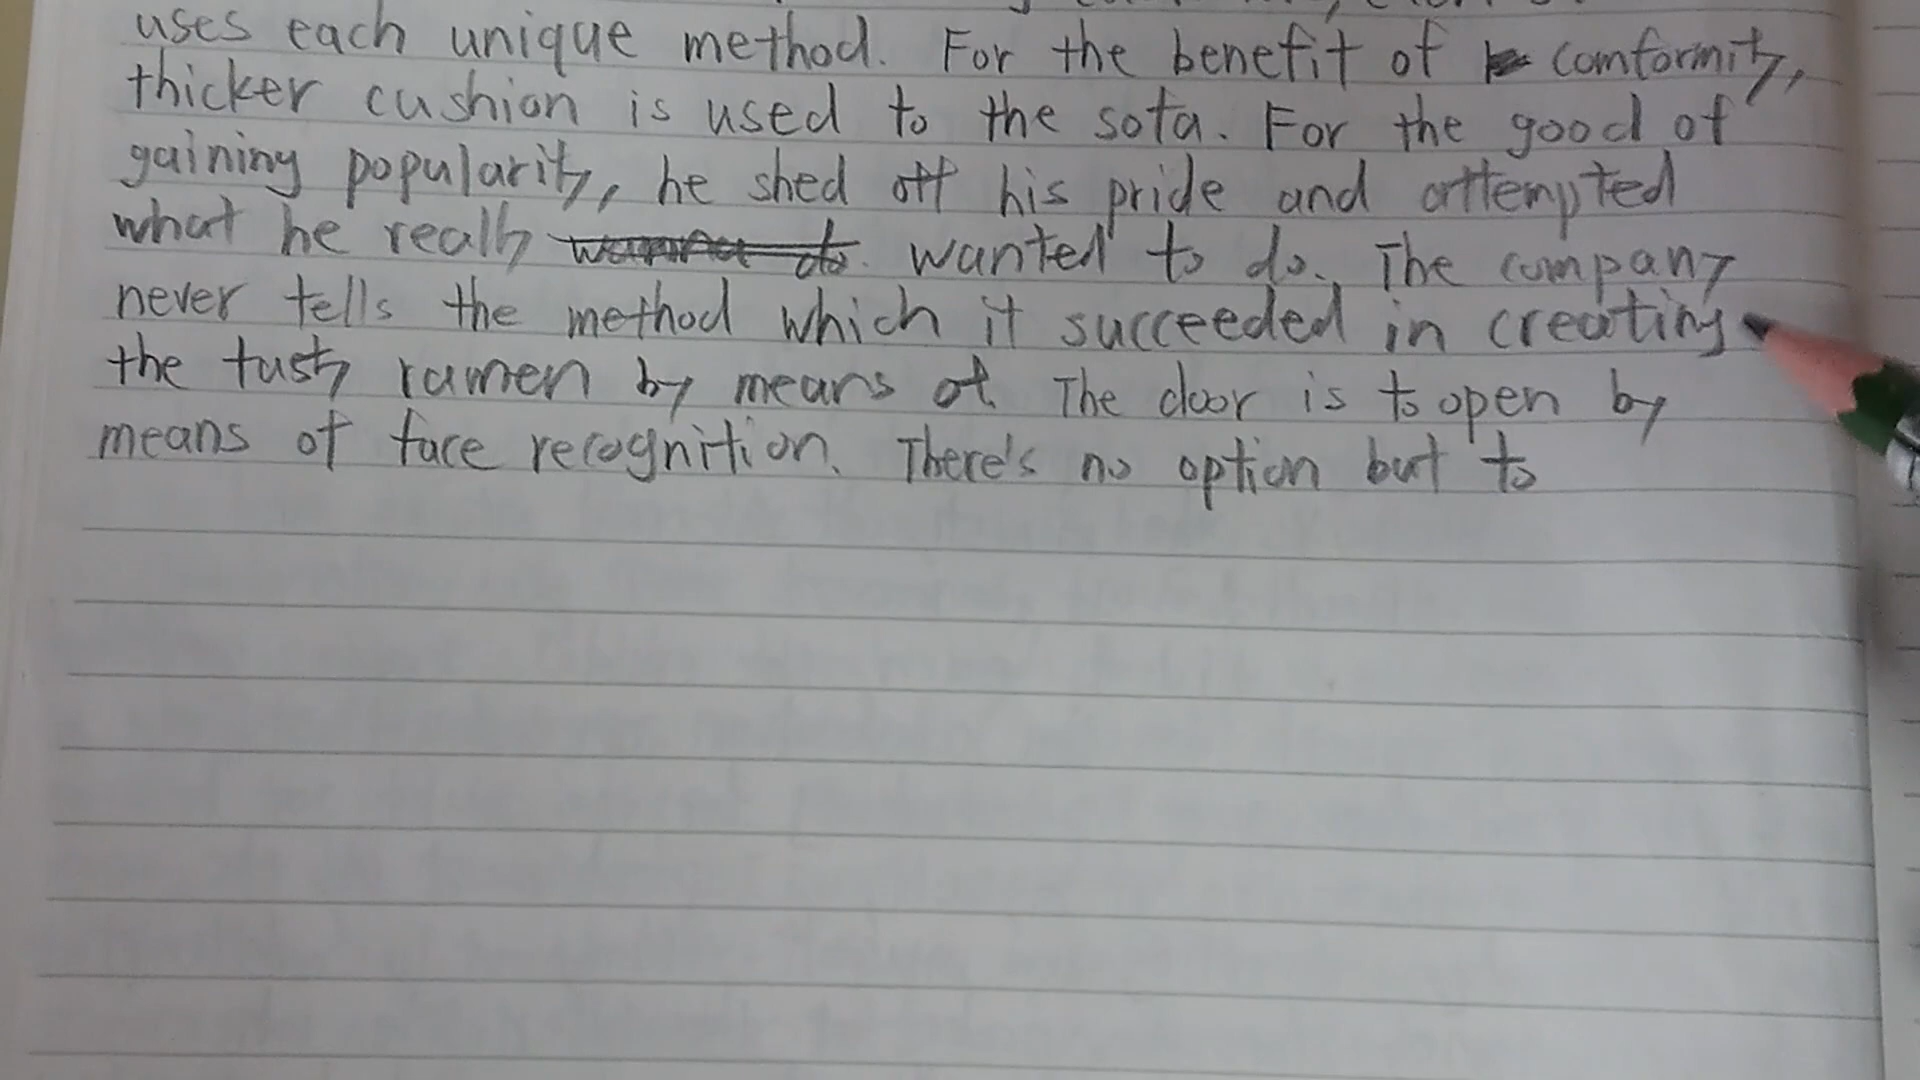 uses each unique method. For the benefit of comformity,
thicker cushion is used to the sofa. For the good of
gaining popularity, he shed off his pride and attempted
what he really wanted to do. The company
never tells the method which it succeeded in creating
the tasty ramen by means of. The door is to open by
means of face recognition. There's no option but to